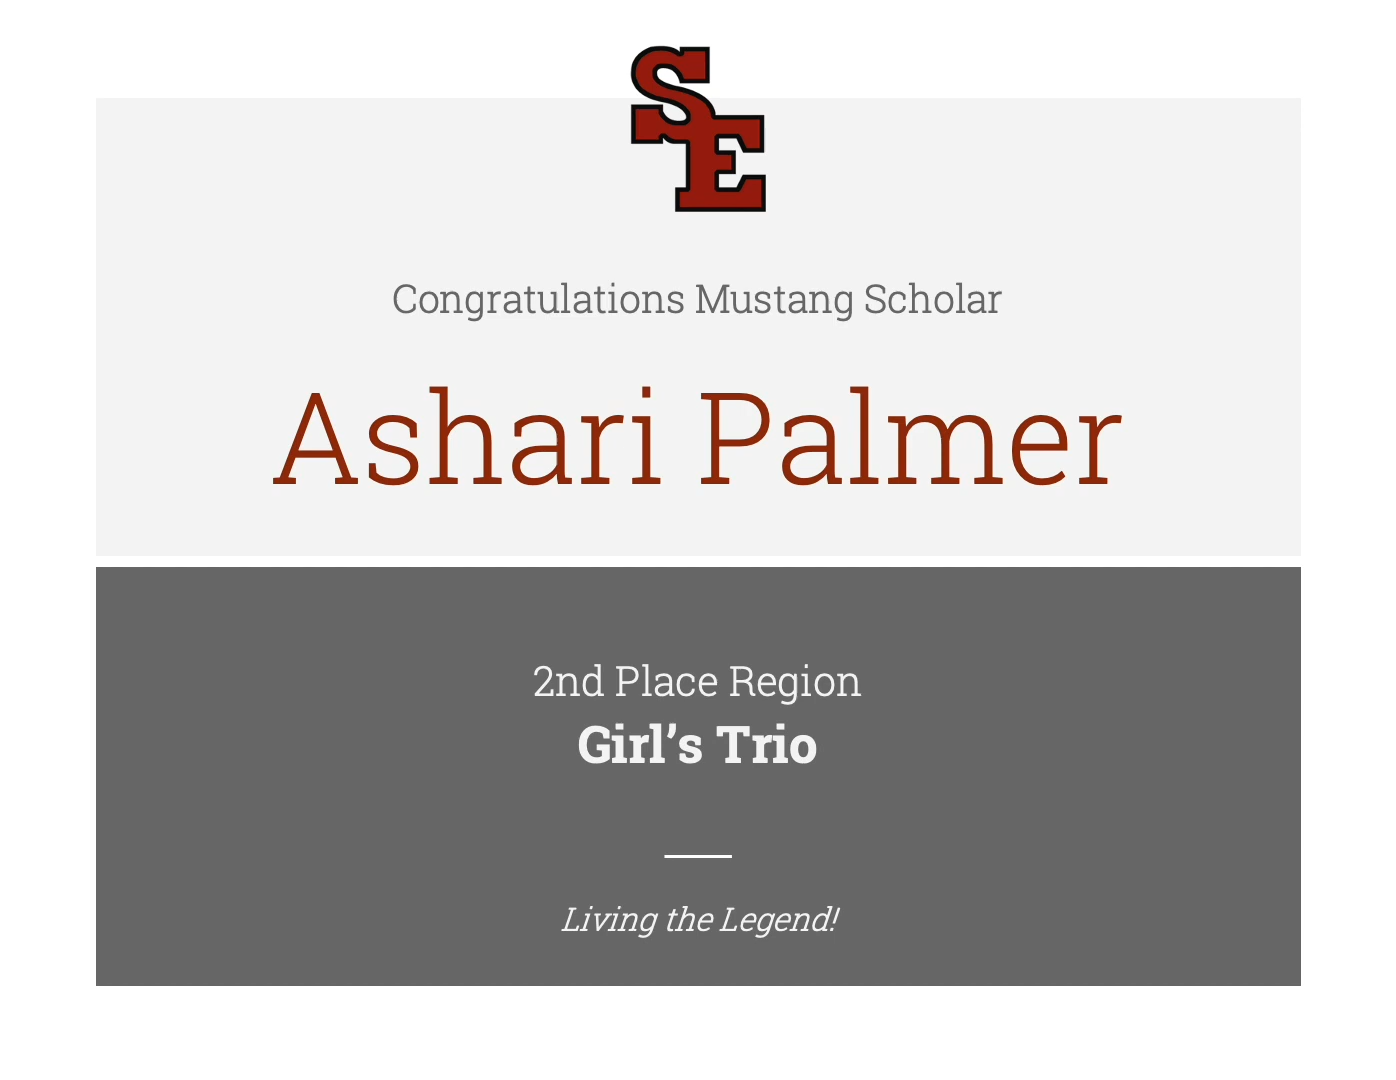 SE
Congratulations Mustang Scholar
Ashari Palmer
2nd Place Region
Girl’s Trio
Living the Legend!